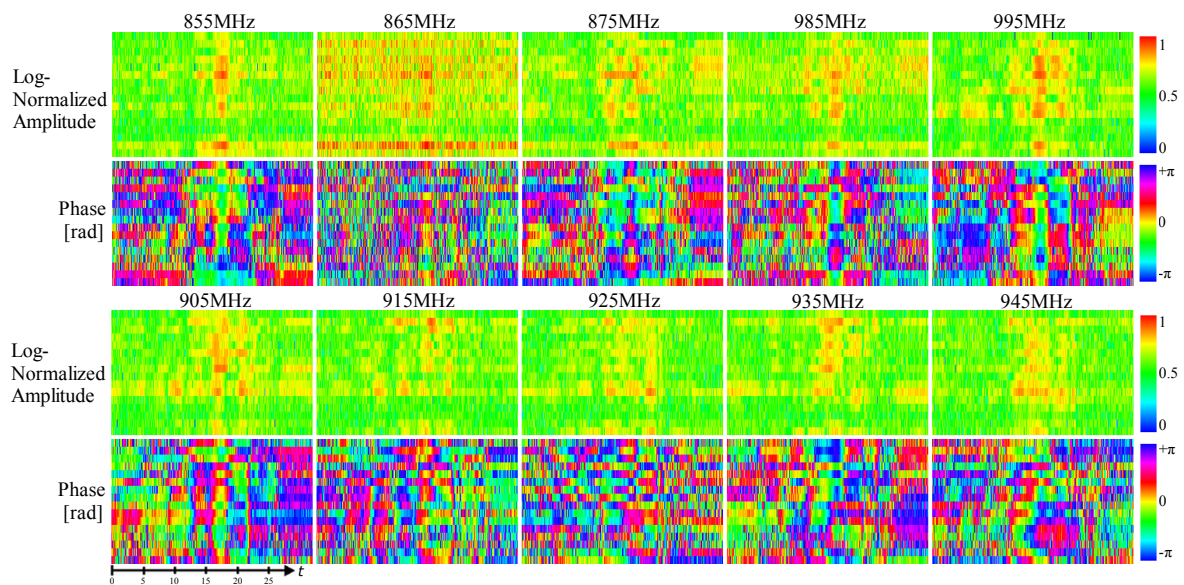 855MHz 865MHz 875MHz 985MHz 995MHz
Log-
Normalized
Amplitude
1
0.5
0
Phase
[rad]
+π
0
-π
905MHz 915MHz 925MHz 935MHz 945MHz
Log-
Normalized
Amplitude
1
0.5
0
Phase
[rad]
+π
0
-π
0 5 10 15 20 25 t